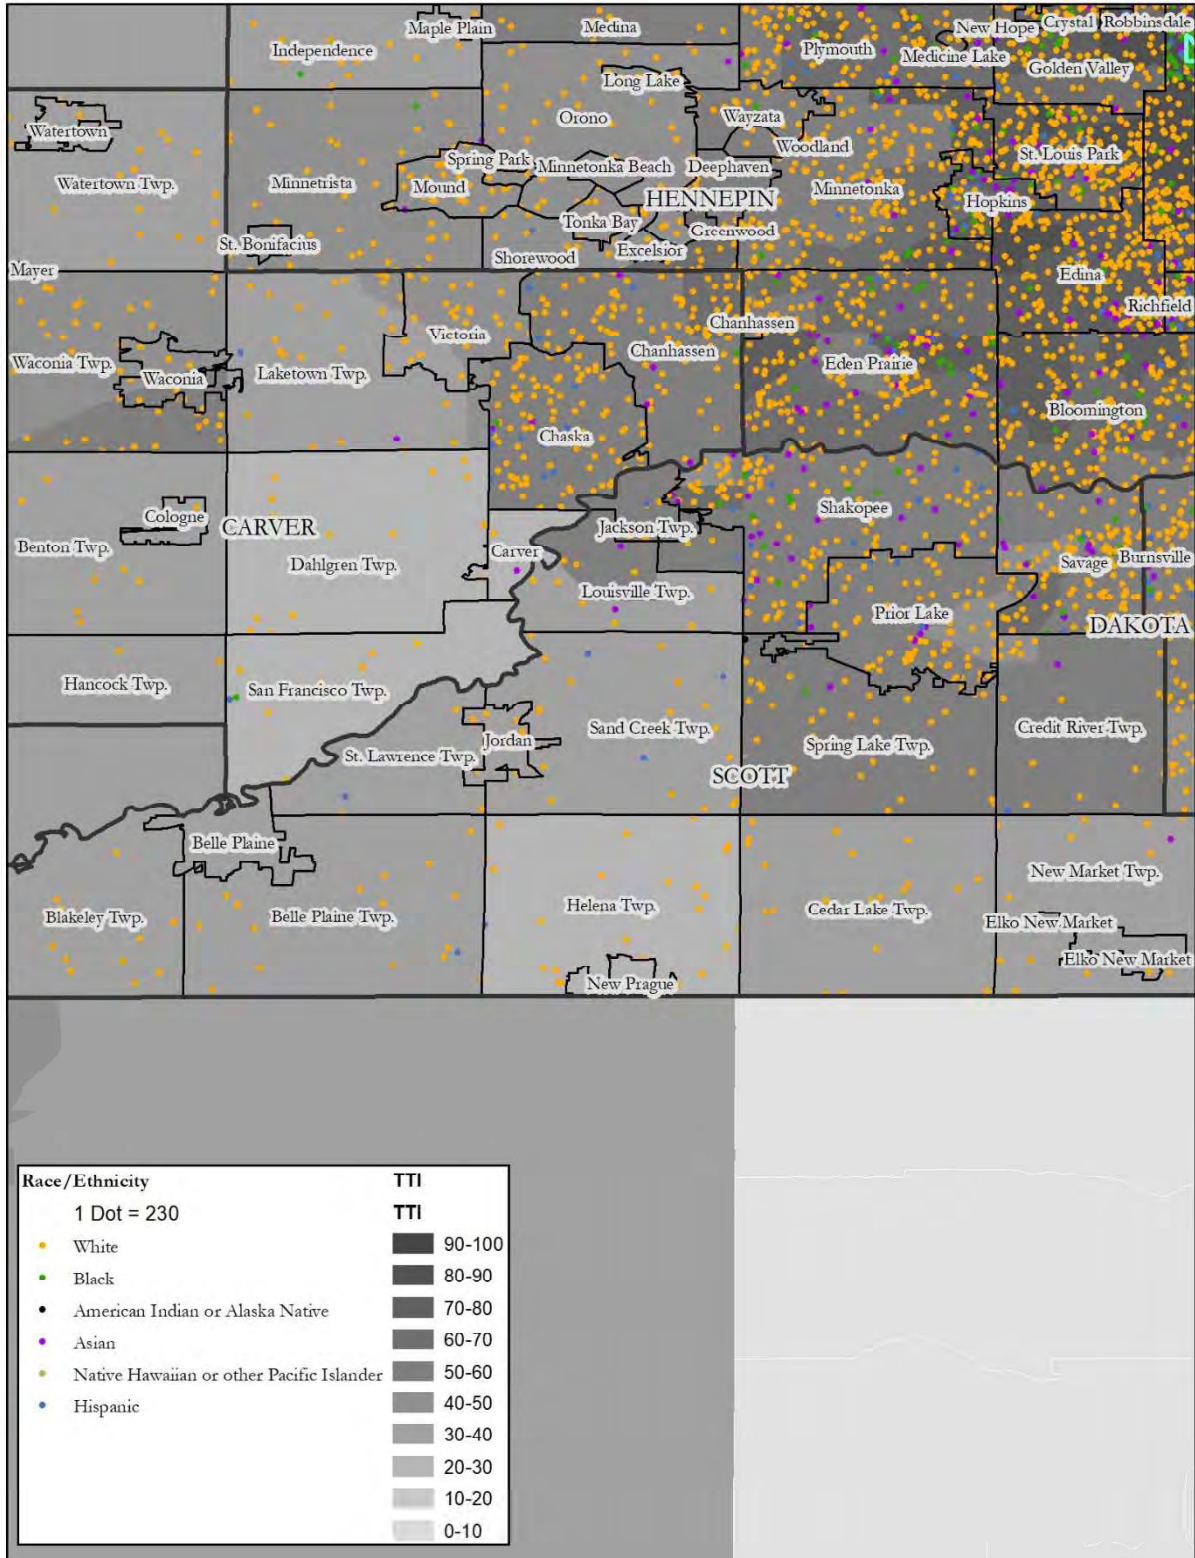 Maple Plain
Medina
New Hope
Crystal
Robbinsdale
Independence
Plymouth
Medicine Lake
Golden Valley
Long Lake
Watertown
Orono
Wayzata
Woodland
St. Louis Park
Spring Park
Minnetonka Beach
Deephaven
Watertown Twp.
Minnetrista
Mound
HENNEPIN
Minnetonka
Hopkins
Tonka Bay
Greenwood
St. Bonifacius
Shorewood
Excelsior
Mayer
Edina
Richfield
Victoria
Chanhassen
Chanhassen
Waconia Twp.
Waconia
Laketown Twp.
Eden Prairie
Bloomington
Chaska
Cologne
CARVER
Jackson Twp.
Shakopee
Benton Twp.
Dahlgren Twp.
Carver
Louisville Twp.
Savage
Burnsville
Prior Lake
DAKOTA
Hancock Twp.
San Francisco Twp.
Sand Creek Twp.
Credit River Twp.
Jordan
St. Lawrence Twp.
Spring Lake Twp.
SCOTT
Belle Plaine
New Market Twp.
Blakeley Twp.
Belle Plaine Twp.
Helena Twp.
Cedar Lake Twp.
Elko New Market
Elko New Market
New Prague
Race/Ethnicity
1 Dot = 230
White
Black
American Indian or Alaska Native
Asian
Native Hawaiian or other Pacific Islander
Hispanic
TTI
TTI
90-100
80-90
70-80
60-70
50-60
40-50
30-40
20-30
10-20
0-10